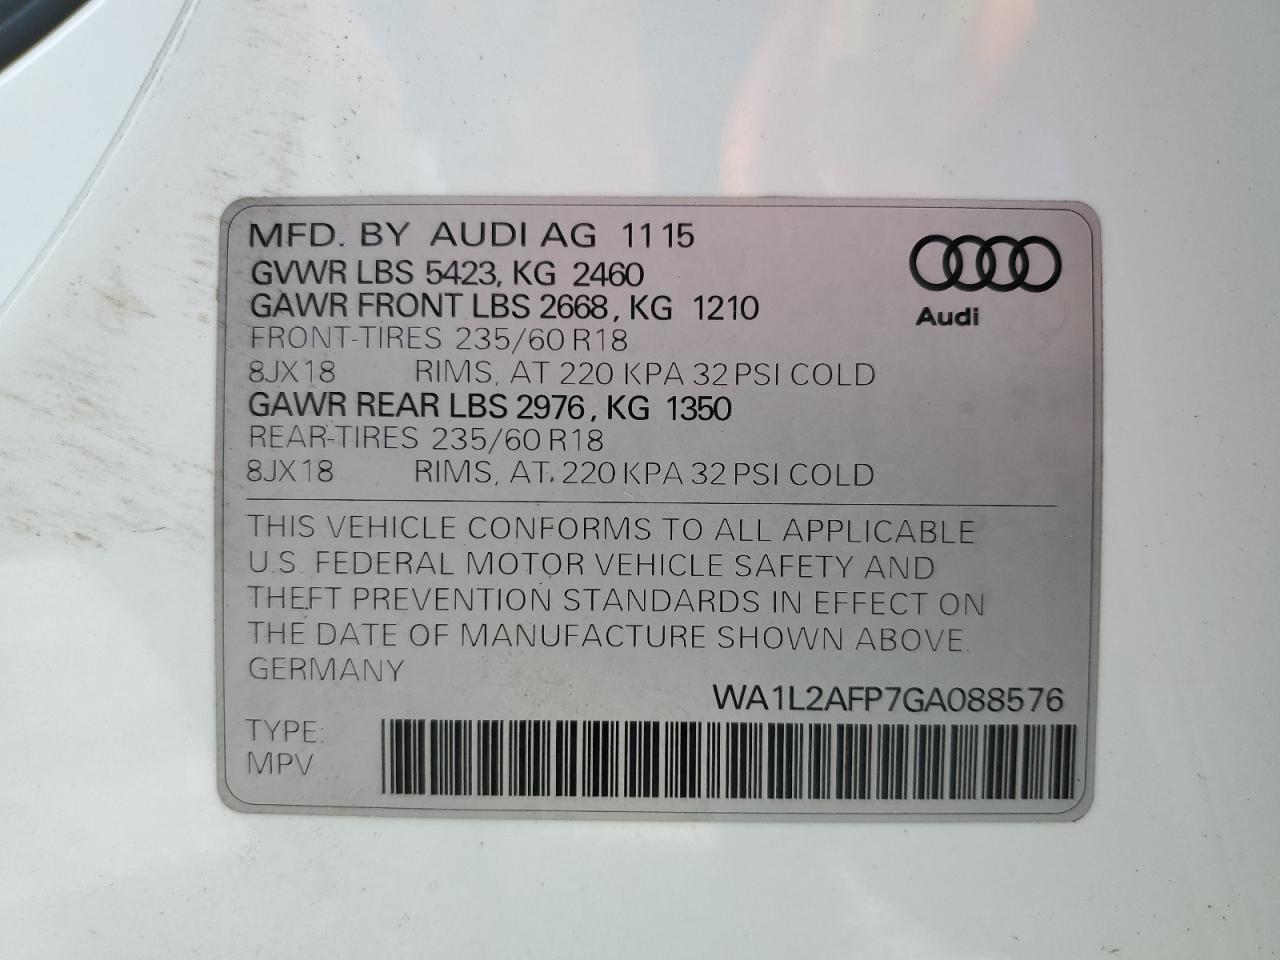 MFD. BY AUDI AG 11 15
GVWR LBS 5423, KG 2460
GAWR FRONT LBS 2668, KG 1210
FRONT-TIRES 235/60 R18
8JX18 RIMS, AT 220 KPA 32 PSI COLD
GAWR REAR LBS 2976, KG 1350
REAR-TIRES 235/60 R18
8JX18 RIMS, AT. 220 KPA 32 PSI COLD
Audi
THIS VEHICLE CONFORMS TO ALL APPLICABLE
U.S. FEDERAL MOTOR VEHICLE SAFETY AND
THEFT PREVENTION STANDARDS IN EFFECT ON
THE DATE OF MANUFACTURE SHOWN ABOVE.
GERMANY
WA1L2AFP7GA088576
TYPE:
MPV